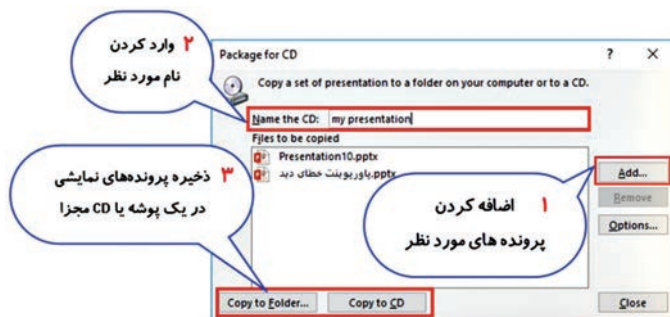 ۲ وارد کردن
نام مورد نظر
Package for CD
?
Copy a set of presentation to a folder on your computer or to a CD.
Name the CD: my presentation
Files to be copied
Presentation10.pptx
پاورپوینت خطای دید.pptx
Add...
Remove
Options...
۱ اضافه کردن
پرونده های مورد نظر
۳ ذخیره پرونده‌های نمایشی
در یک پوشه یا CD مجزا
Copy to Folder...
Copy to CD
Close